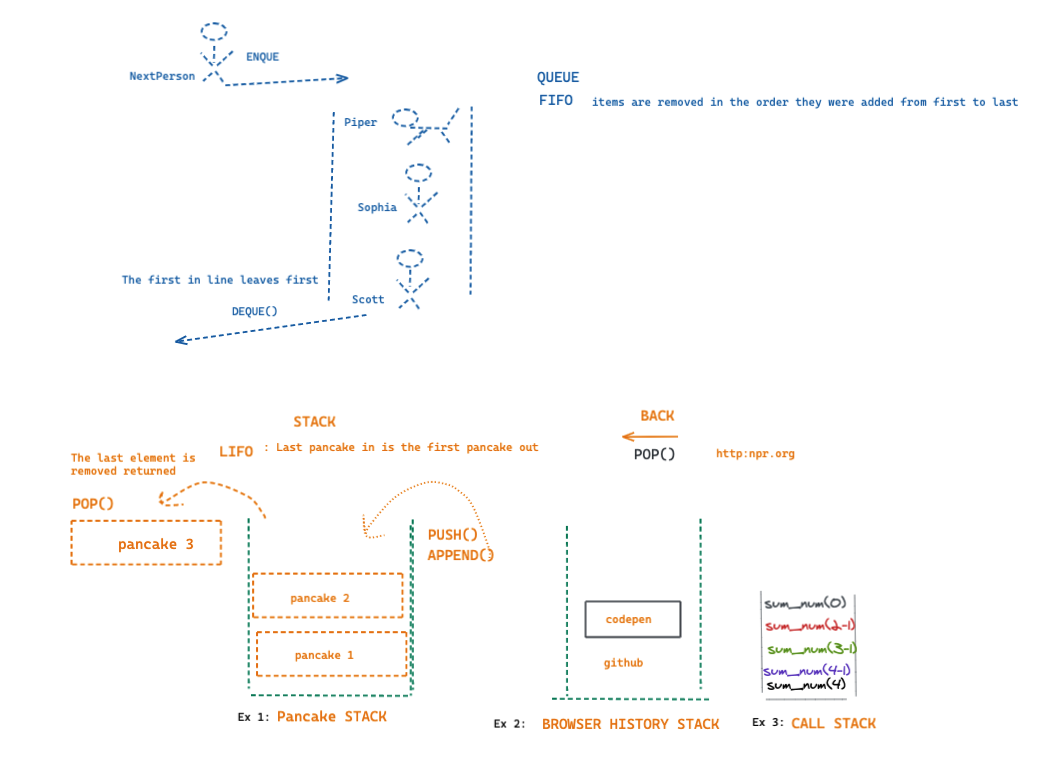 ENQUE
NextPerson
QUEUE
FIFO items are removed in the order they were added from first to last
Piper
Sophia
The first in line leaves first
Scott
DEQUE()
STACK
LIFO : Last pancake in is the first pancake out
The last element is
removed returned
POP()
pancake 3
PUSH()
APPEND()
pancake 2
pancake 1
Ex 1: Pancake STACK
BACK
POP()
http:npr.org
codepen
github
Ex 2: BROWSER HISTORY STACK
sum_num(0)
sum_num(2-1)
sum_num(3-1)
sum_num(4-1)
sum_num(4)
Ex 3: CALL STACK